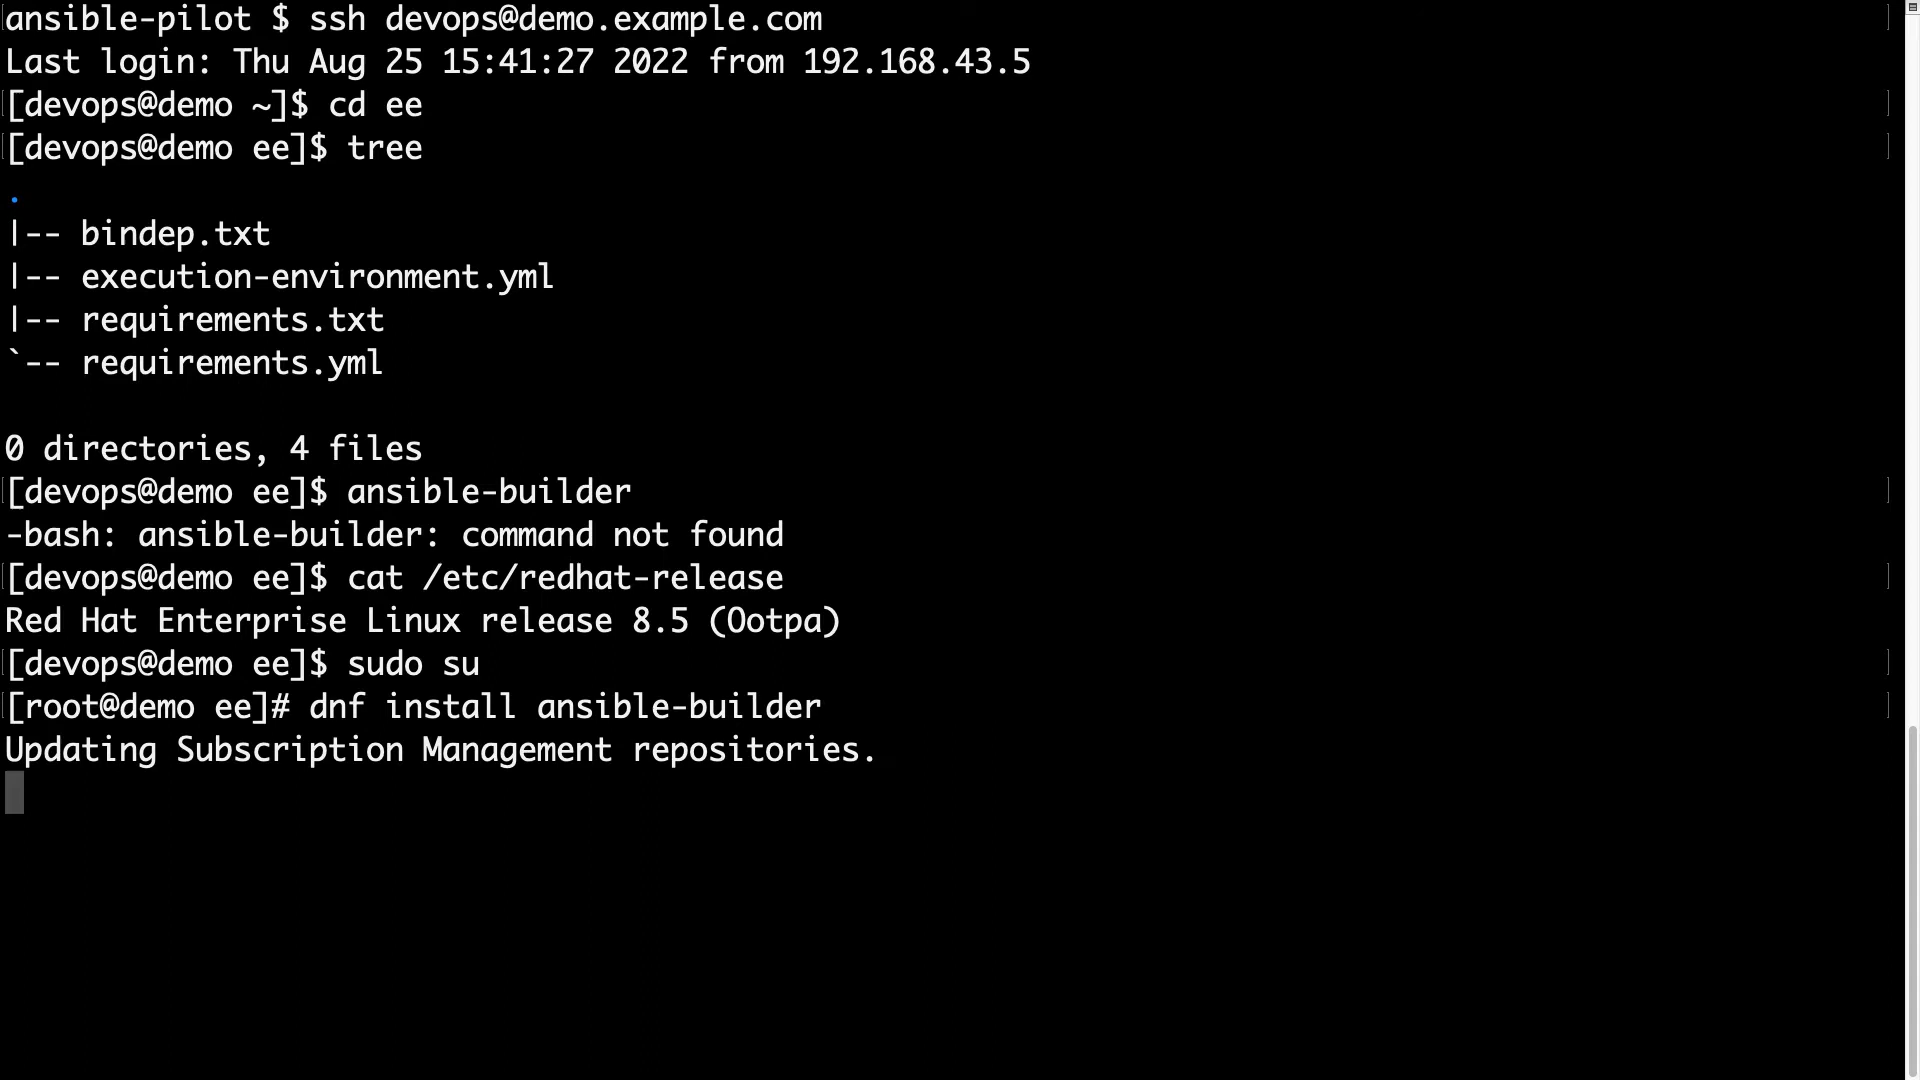 ansible-pilot $ ssh devops@demo.example.com
Last login: Thu Aug 25 15:41:27 2022 from 192.168.43.5
[devops@demo ~]$ cd ee
[devops@demo ee]$ tree
.
|-- bindep.txt
|-- execution-environment.yml
|-- requirements.txt
`-- requirements.yml
0 directories, 4 files
[devops@demo ee]$ ansible-builder
-bash: ansible-builder: command not found
[devops@demo ee]$ cat /etc/redhat-release
Red Hat Enterprise Linux release 8.5 (Ootpa)
[devops@demo ee]$ sudo su
[root@demo ee]# dnf install ansible-builder
Updating Subscription Management repositories.